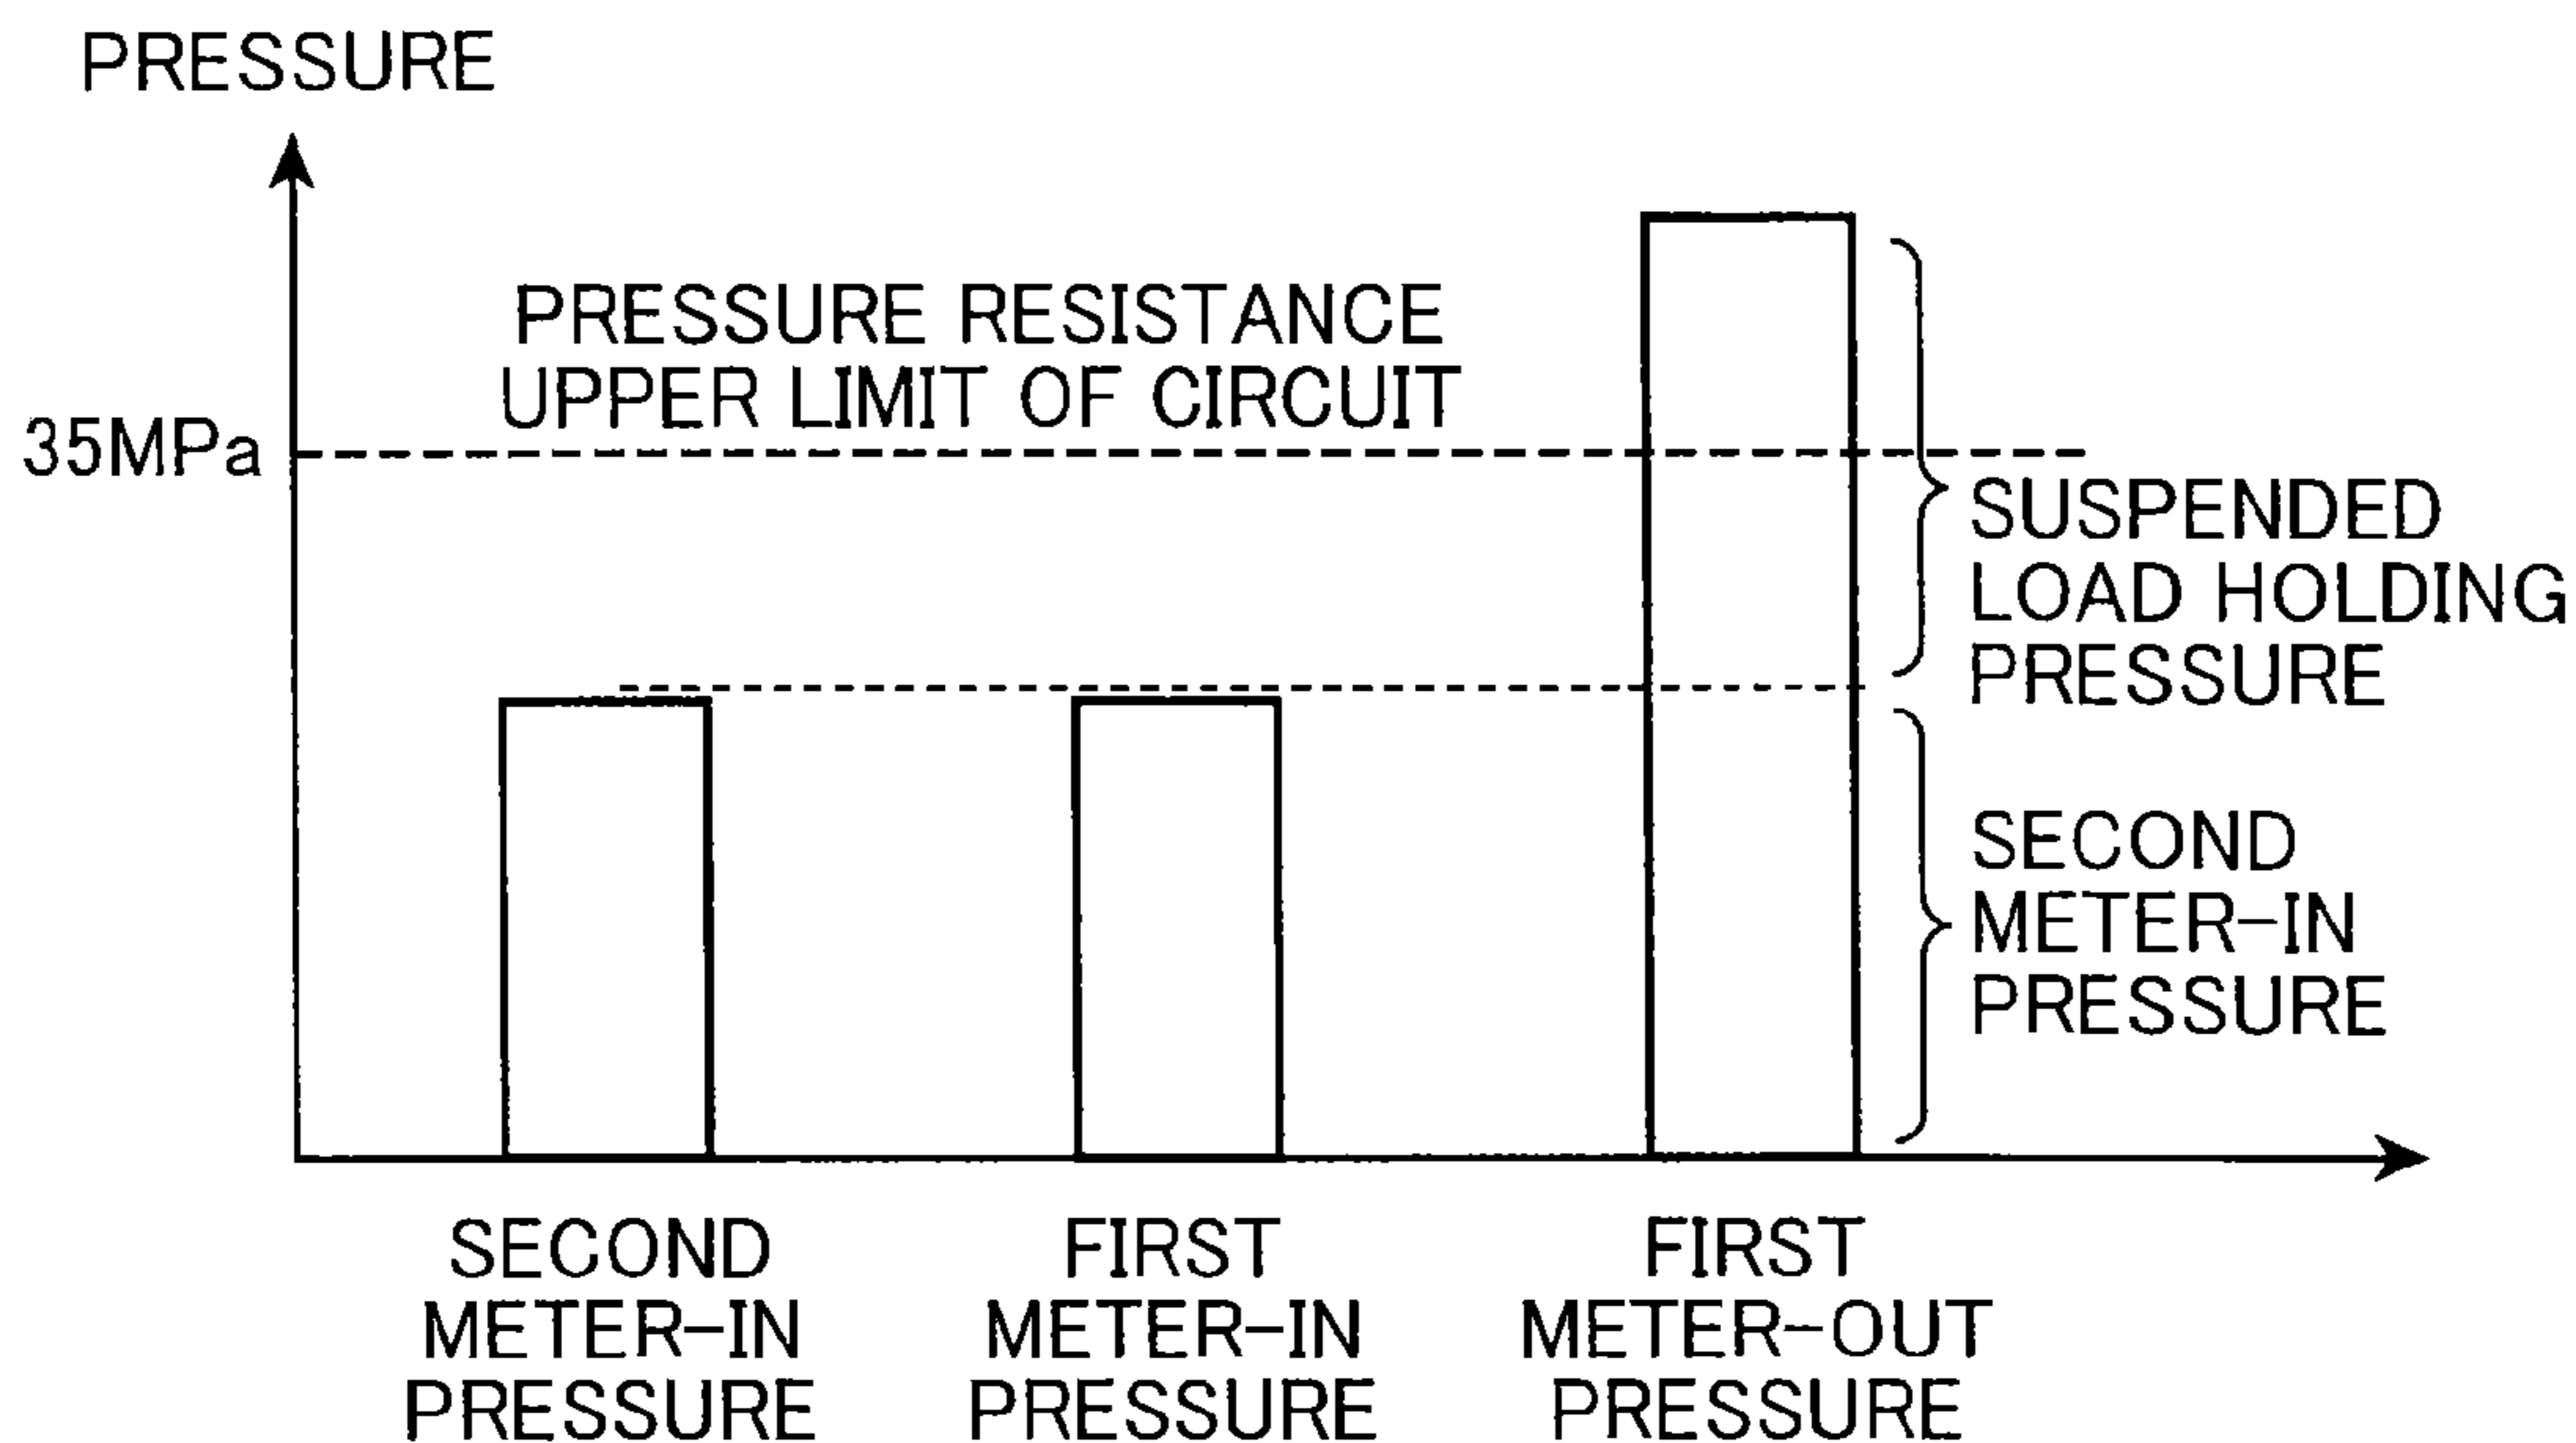 PRESSURE
PRESSURE RESISTANCE
UPPER LIMIT OF CIRCUIT
35MPa
SUSPENDED
LOAD HOLDING
PRESSURE
SECOND
METER-IN
PRESSURE
SECOND
METER-IN
PRESSURE
FIRST
METER-IN
PRESSURE
FIRST
METER-OUT
PRESSURE